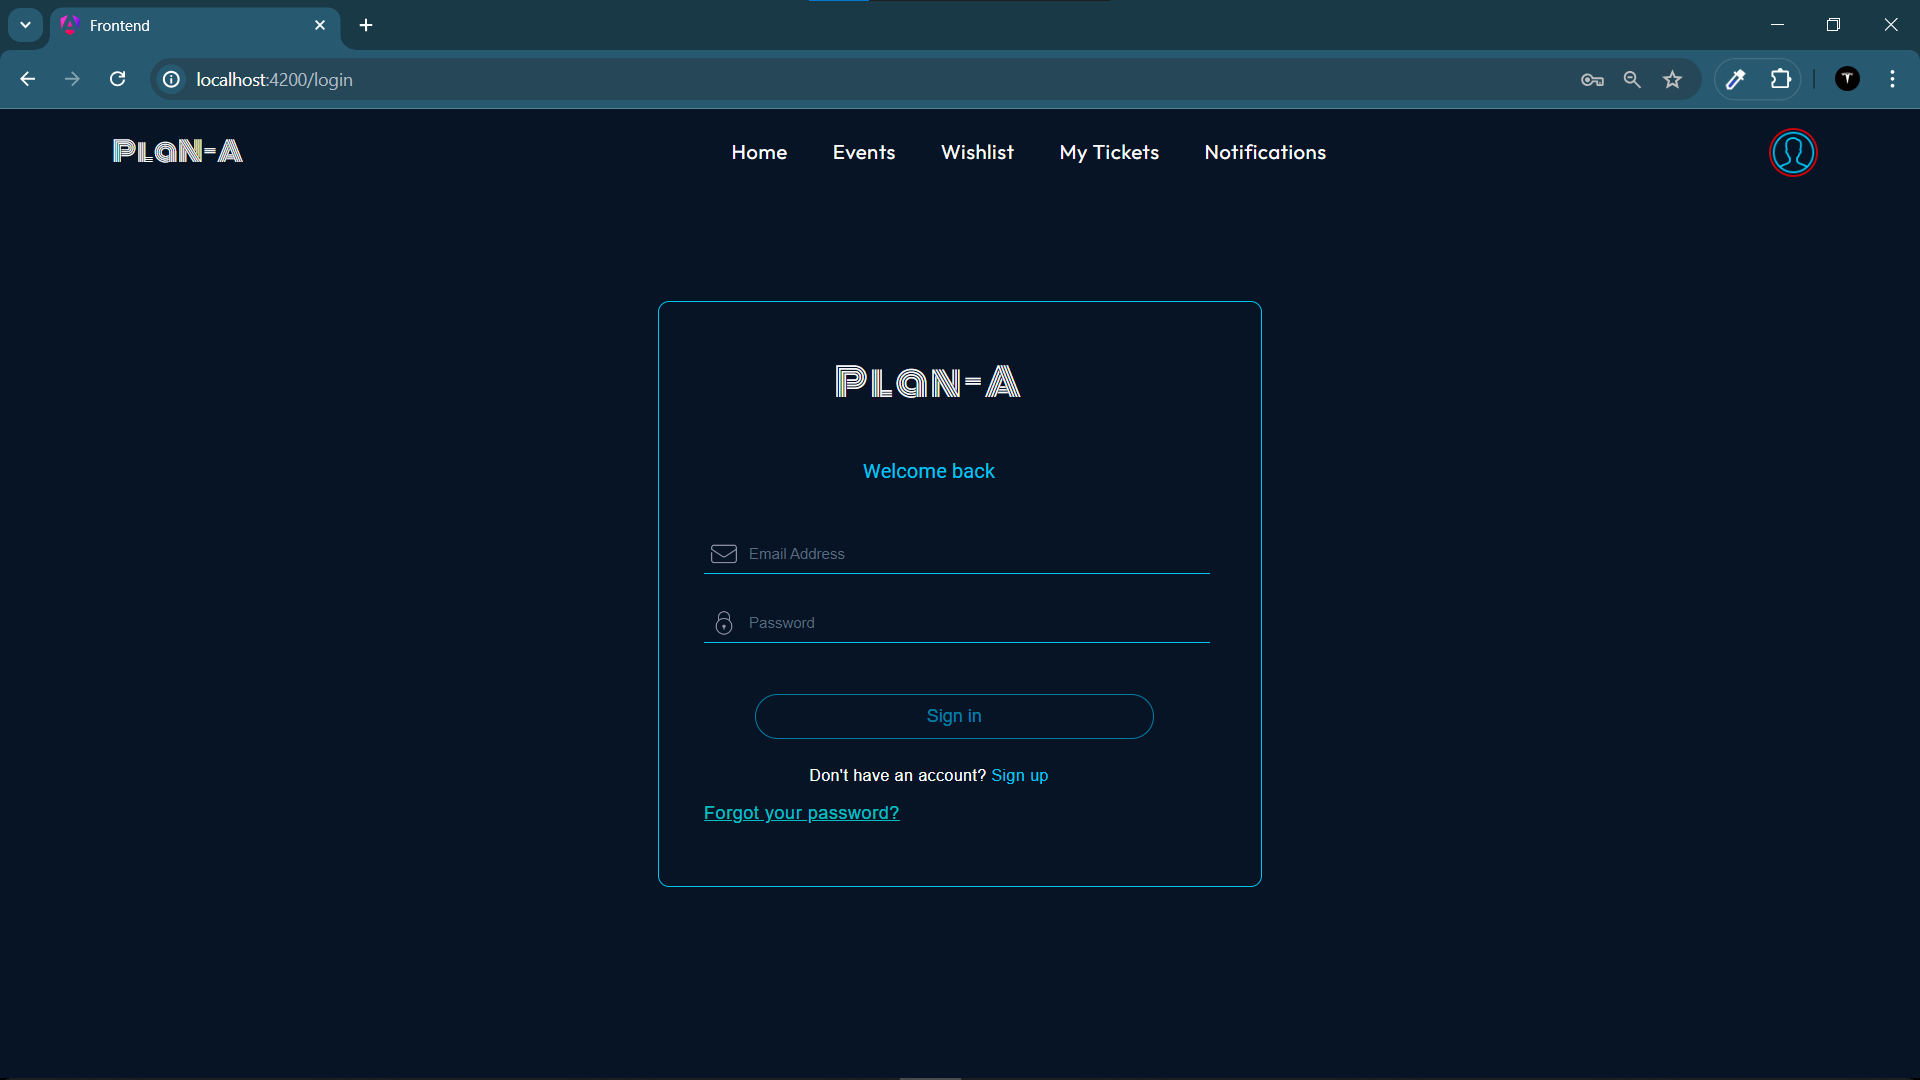 Frontend
localhost:4200/login
PLaN-A
Home Events Wishlist My Tickets Notifications
PLaN-A
Welcome back
Email Address
Password
Sign in
Don't have an account? Sign up
Forgot your password?